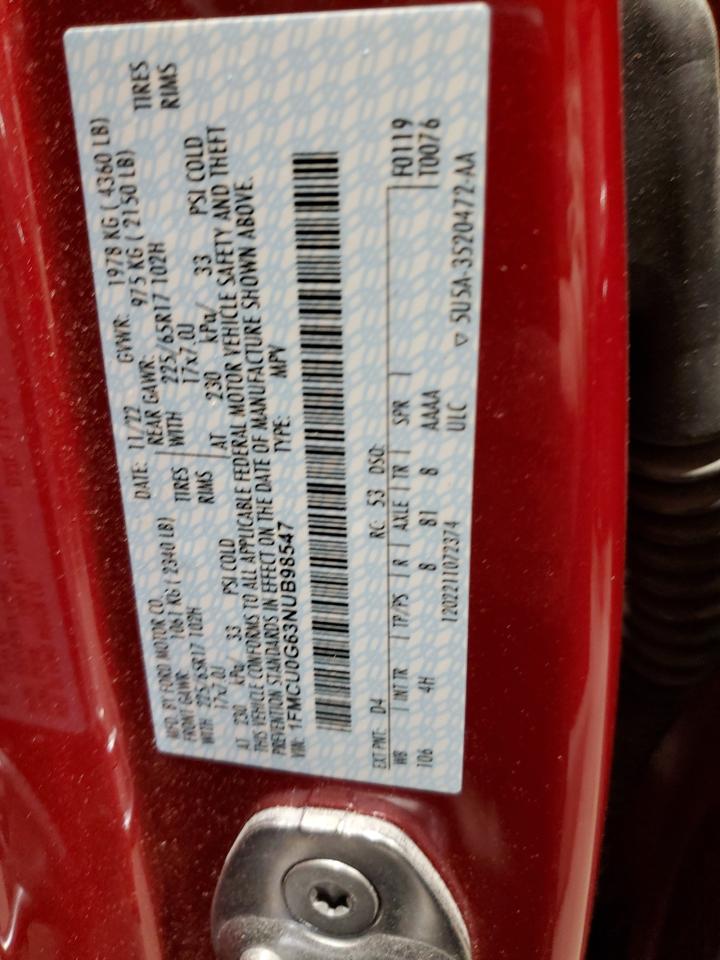 MFD. BY FORD MOTOR CO. DATE: 11/22 GVWR: 1978 KG ( 4360 LB)
FRONT GAWR: 1061 KG ( 2340 LB) REAR GAWR: 975 KG ( 2150 LB)
WITH 225/65R17 102H TIRES WITH 225/65R17 102H TIRES
17x7.0J RIMS 17x7.0J RIMS
AT 230 kPa/ 33 PSI COLD AT 230 kPa/ 33 PSI COLD
THIS VEHICLE CONFORMS TO ALL APPLICABLE FEDERAL MOTOR VEHICLE SAFETY AND THEFT
PREVENTION STANDARDS IN EFFECT ON THE DATE OF MANUFACTURE SHOWN ABOVE.
VIN: 1FMCU0G63NUB98547 TYPE: MPV
EXT PNT: D4 RC: 53 DSO: F0119
WB INT TR TP/PS R AXLE TR SPR T0076
106 4H 8 81 8 AAAA
1202211072374 ULC ▽ 5U5A-3520472-AA